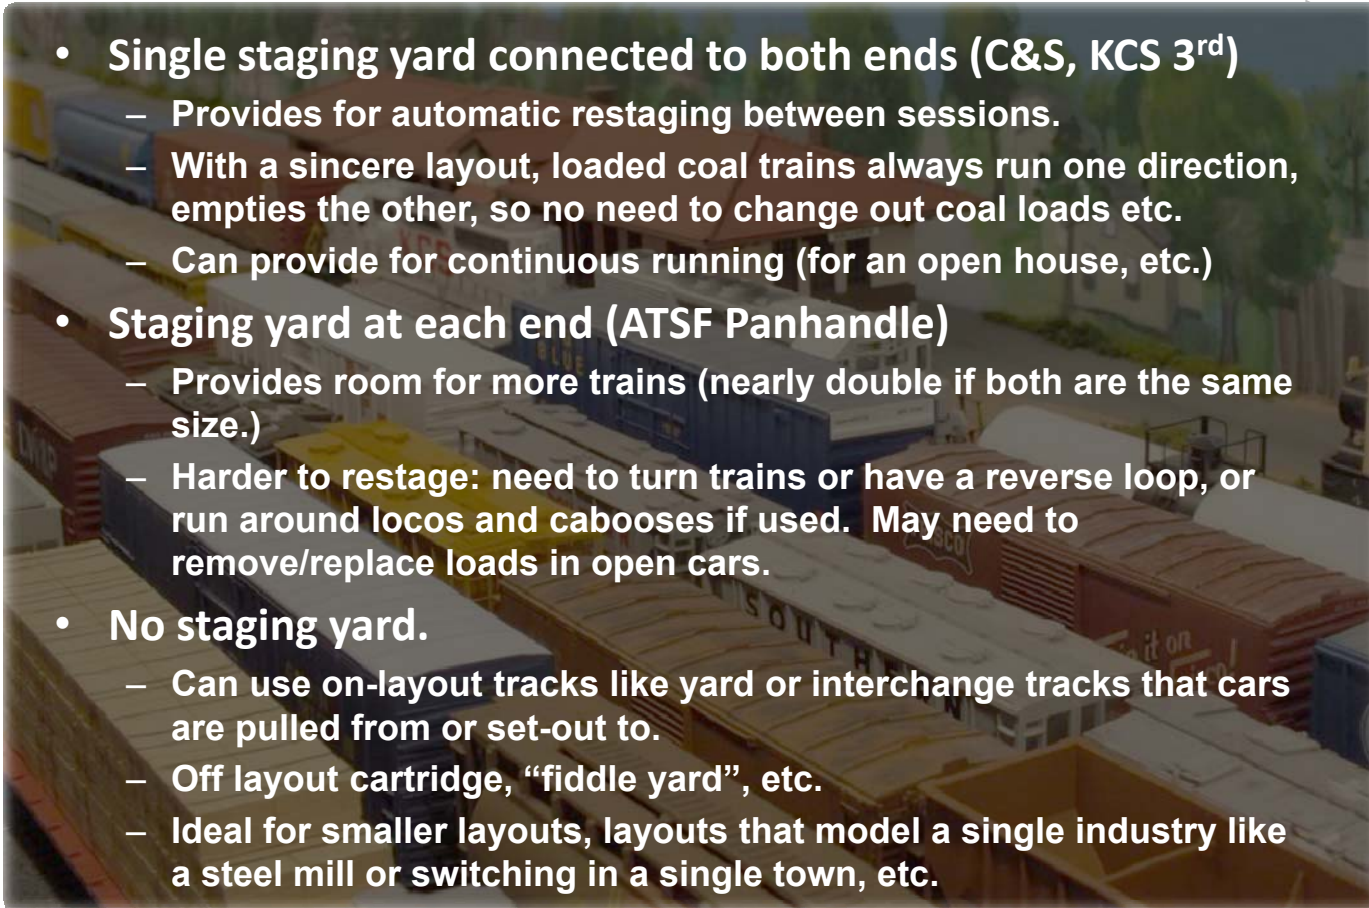 • Single staging yard connected to both ends (C&S, KCS 3rd)
– Provides for automatic restaging between sessions.
– With a sincere layout, loaded coal trains always run one direction,
empties the other, so no need to change out coal loads etc.
– Can provide for continuous running (for an open house, etc.)
• Staging yard at each end (ATSF Panhandle)
– Provides room for more trains (nearly double if both are the same
size.)
– Harder to restage: need to turn trains or have a reverse loop, or
run around locos and cabooses if used.  May need to
remove/replace loads in open cars.
• No staging yard.
– Can use on-layout tracks like yard or interchange tracks that cars
are pulled from or set-out to.
– Off layout cartridge, “fiddle yard”, etc.
– Ideal for smaller layouts, layouts that model a single industry like
a steel mill or switching in a single town, etc.
BLUE
SOUTHERN